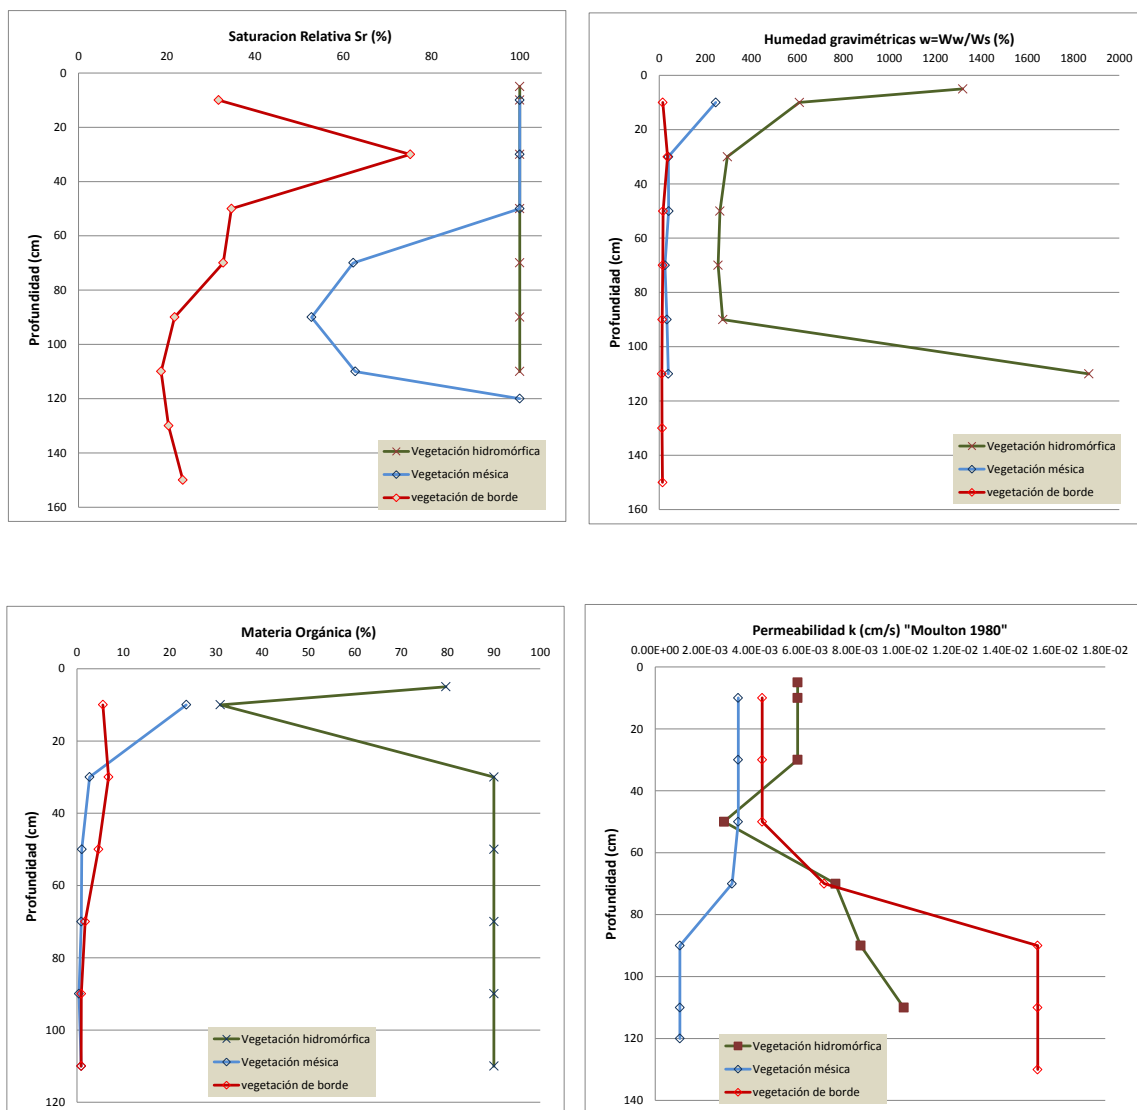 Saturacion Relativa Sr (%)
0 20 40 60 80 100
0
20
40
60
80
100
120
140
160
Profundidad (cm)
Vegetación hidromórfica
Vegetación mésica
vegetación de borde
Humedad gravimétricas w=Ww/Ws (%)
0 200 400 600 800 1000 1200 1400 1600 1800 2000
0
20
40
60
80
100
120
140
160
Profundidad (cm)
Vegetación hidromórfica
Vegetación mésica
vegetación de borde
Materia Orgánica (%)
0 10 20 30 40 50 60 70 80 90 100
0
20
40
60
80
100
120
Profundidad (cm)
Vegetación hidromórfica
Vegetación mésica
vegetación de borde
Permeabilidad k (cm/s) "Moulton 1980"
0.00E+00 2.00E-03 4.00E-03 6.00E-03 8.00E-03 1.00E-02 1.20E-02 1.40E-02 1.60E-02 1.80E-02
0
20
40
60
80
100
120
140
Profundidad (cm)
Vegetación hidromórfica
Vegetación mésica
vegetación de borde